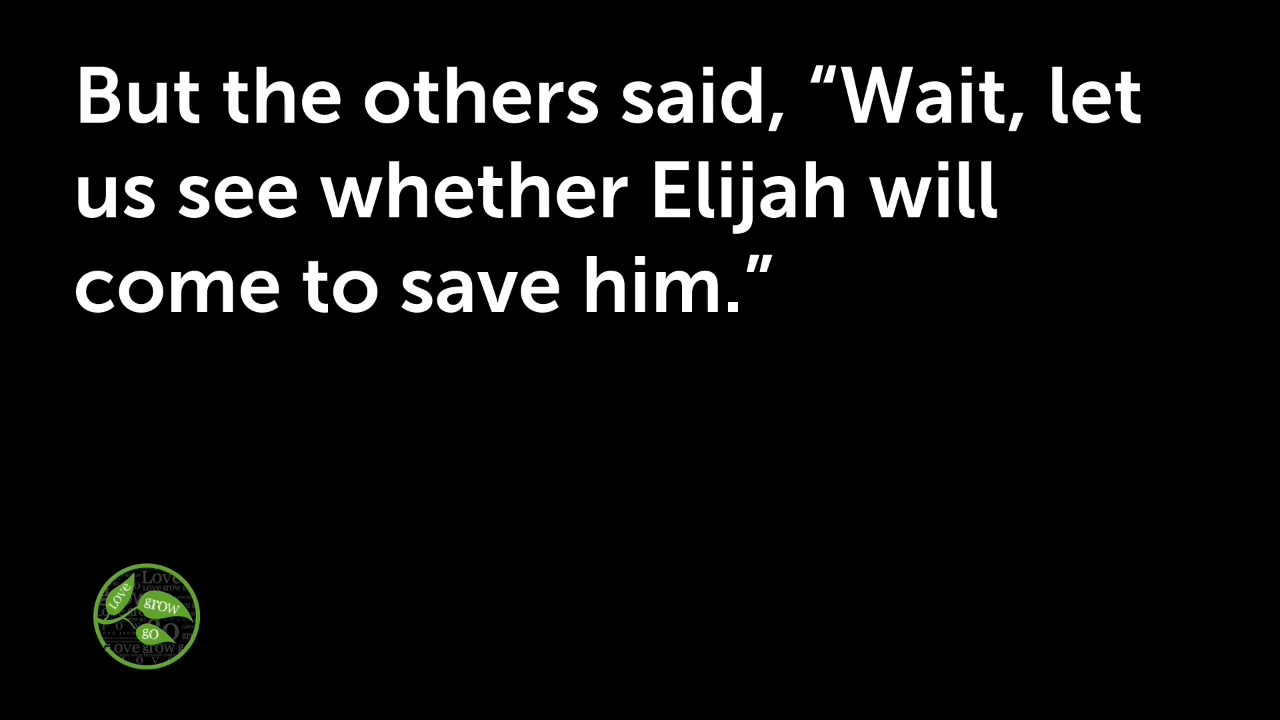 But the others said, “Wait, let
us see whether Elijah will
come to save him.”
Love
grow
go